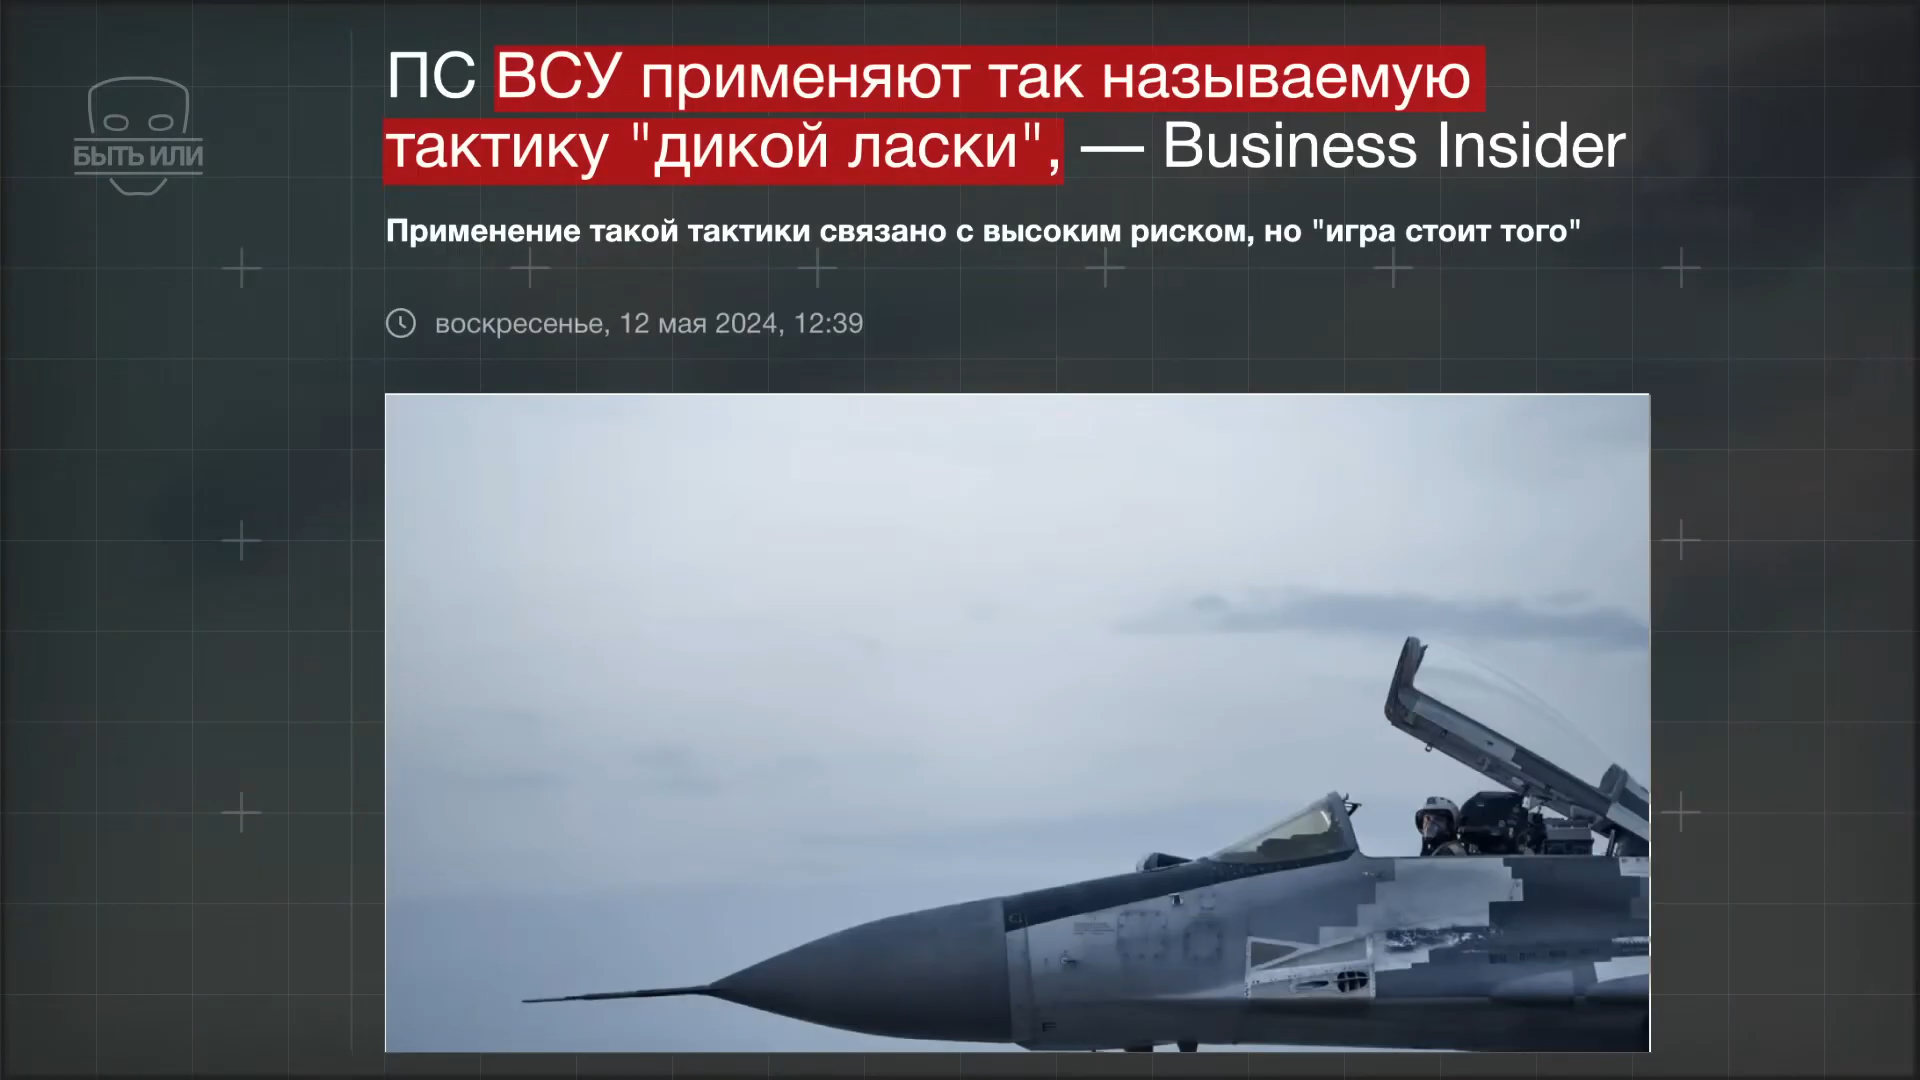 ПС ВСУ применяют так называемую
тактику "дикой ласки", — Business Insider
БЫТЬ ИЛИ
Применение такой тактики связано с высоким риском, но "игра стоит того"
воскресенье, 12 мая 2024, 12:39